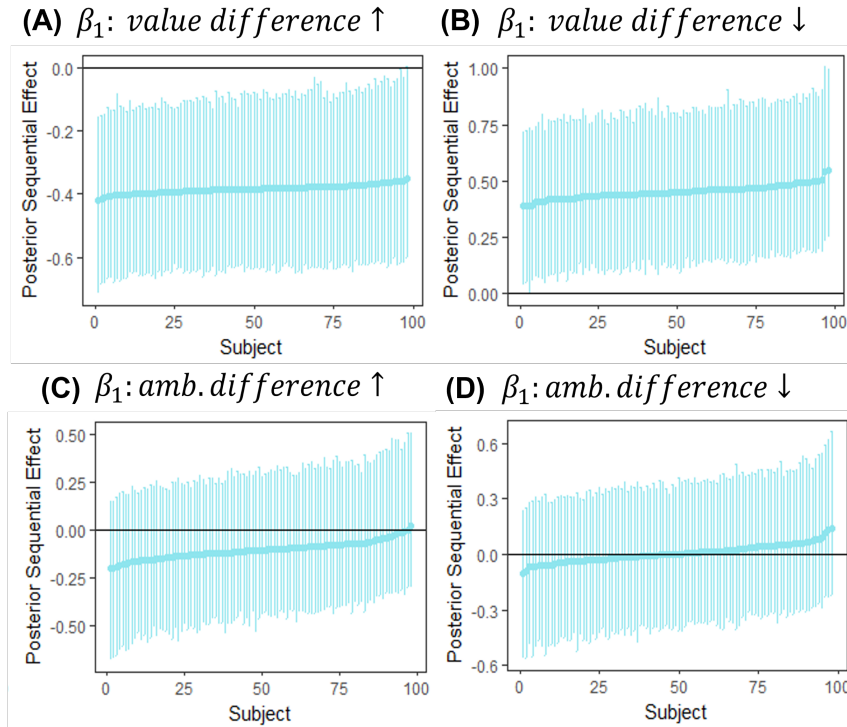 (A) β₁: value difference ↑
(B) β₁: value difference ↓
Posterior Sequential Effect
0.0
-0.2
-0.4
-0.6
0 25 50 75 100
Subject
Posterior Sequential Effect
1.00
0.75
0.50
0.25
0.00
0 25 50 75 100
Subject
(C) β₁: amb. difference ↑
(D) β₁: amb. difference ↓
Posterior Sequential Effect
0.50
0.25
0.00
-0.25
-0.50
0 25 50 75 100
Subject
Posterior Sequential Effect
0.6
0.3
0.0
-0.3
-0.6
0 25 50 75 100
Subject